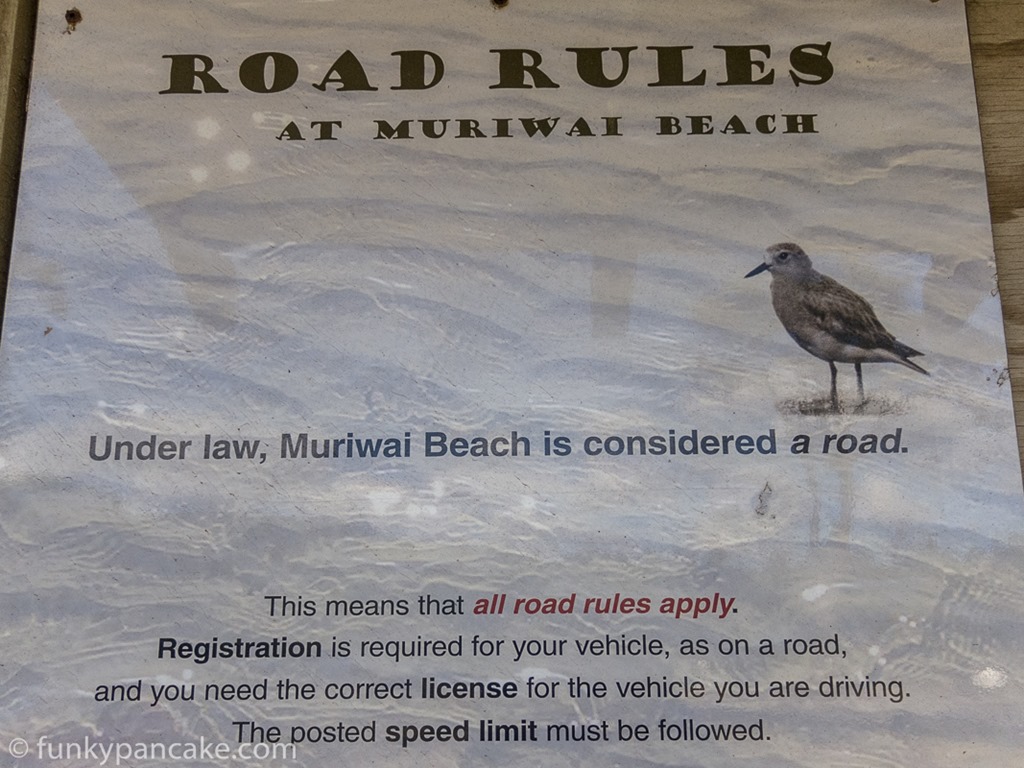 ROAD RULES
AT MURIWAI BEACH
Under law, Muriwai Beach is considered a road.
This means that all road rules apply.
Registration is required for your vehicle, as on a road,
and you need the correct license for the vehicle you are driving.
The posted speed limit must be followed.
© funkypancake.com